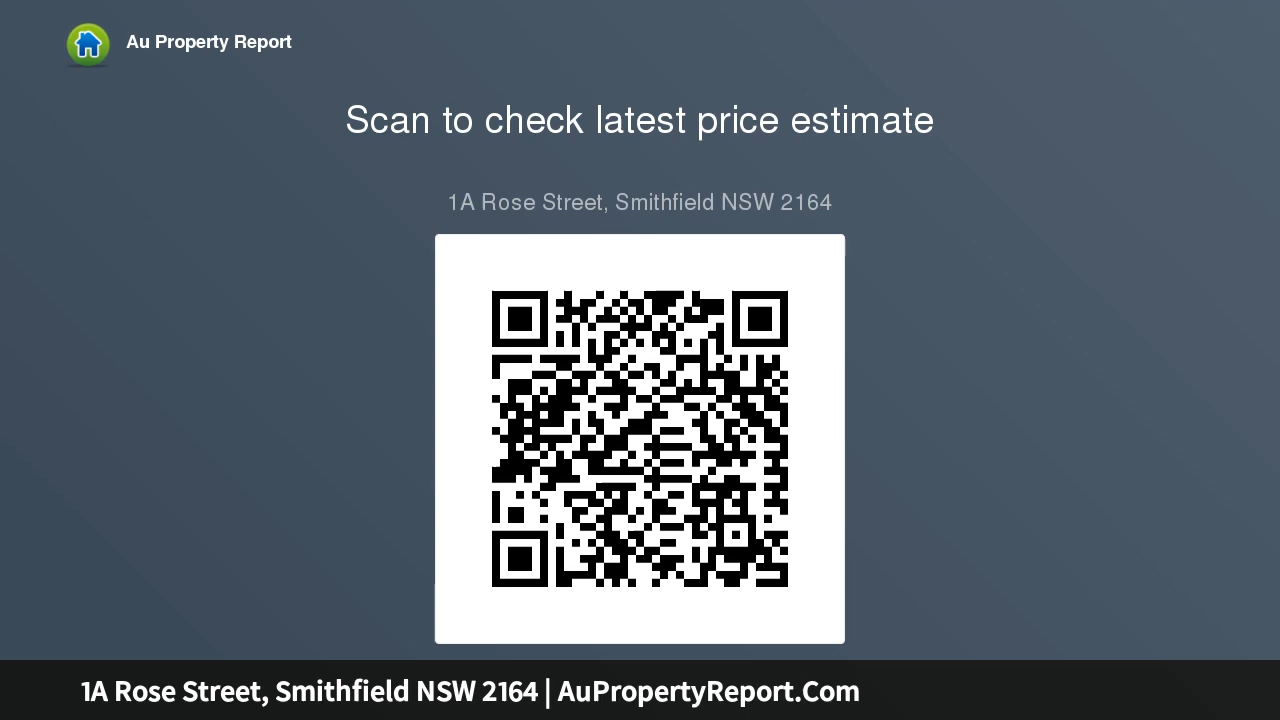 Au Property Report
Scan to check latest price estimate
1A Rose Street, Smithfield NSW 2164
1A Rose Street, Smithfield NSW 2164 | AuPropertyReport.Com